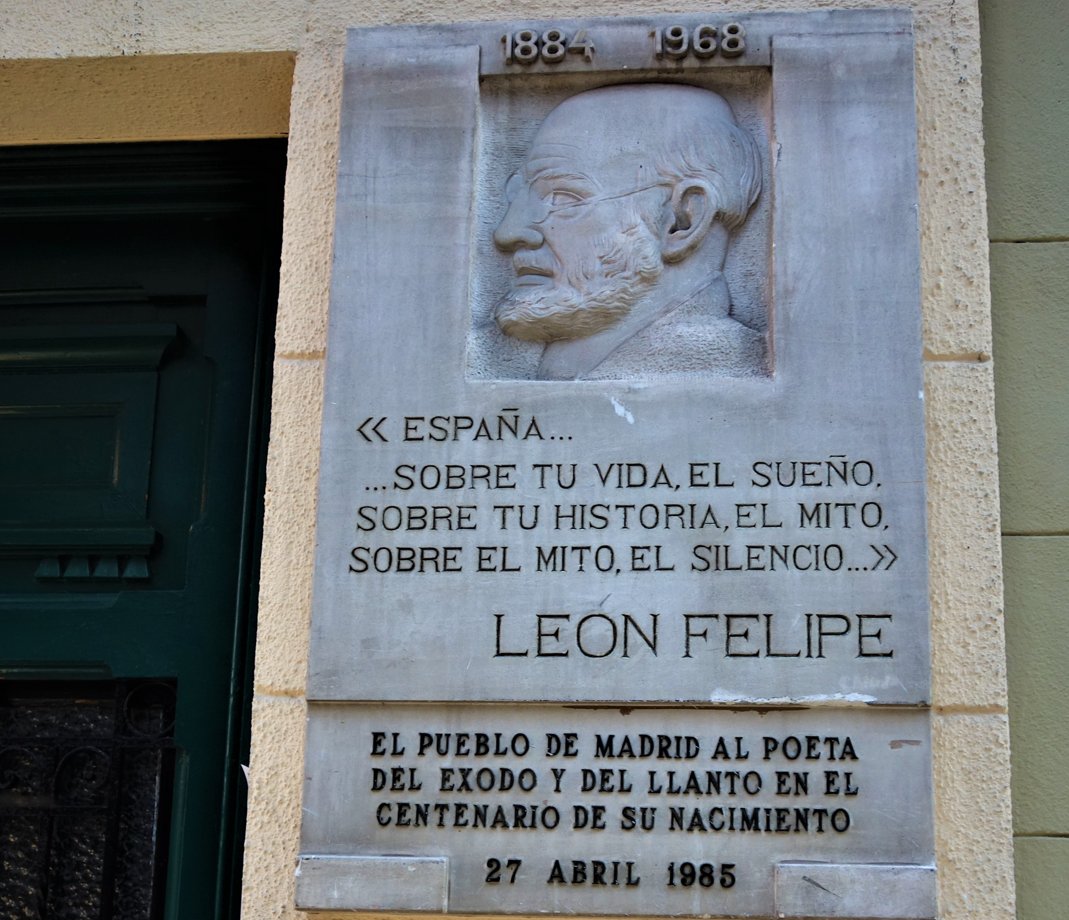 1884 1968
« ESPAÑA...
...SOBRE TU VIDA, EL SUEÑO,
SOBRE TU HISTORIA, EL MITO,
SOBRE EL MITO, EL SILENCIO...»
LEÓN FELIPE
EL PUEBLO DE MADRID AL POETA
DEL EXODO Y DEL LLANTO EN EL
CENTENARIO DE SU NACIMIENTO
27 ABRIL 1985